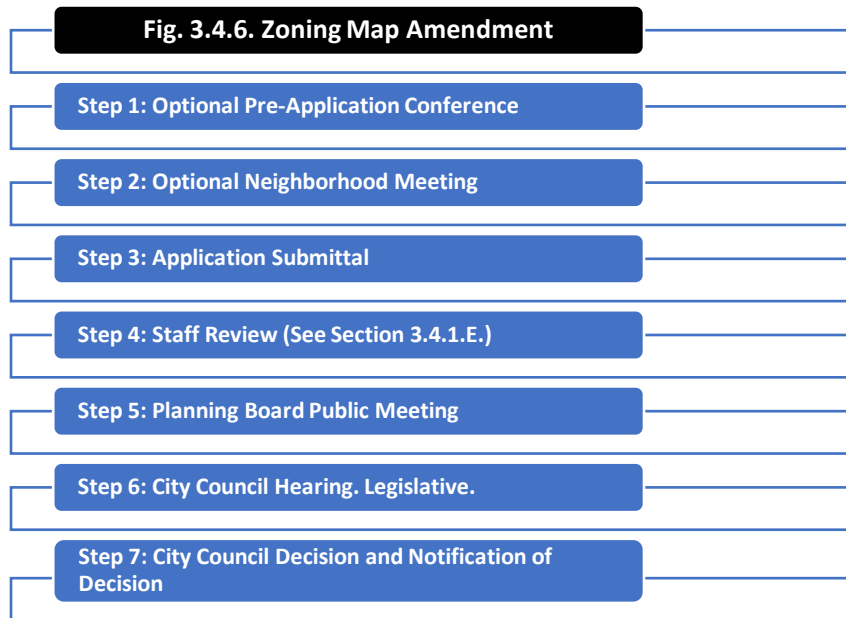 Fig. 3.4.6. Zoning Map Amendment
Step 1: Optional Pre-Application Conference
Step 2: Optional Neighborhood Meeting
Step 3: Application Submittal
Step 4: Staff Review (See Section 3.4.1.E.)
Step 5: Planning Board Public Meeting
Step 6: City Council Hearing. Legislative.
Step 7: City Council Decision and Notification of
Decision